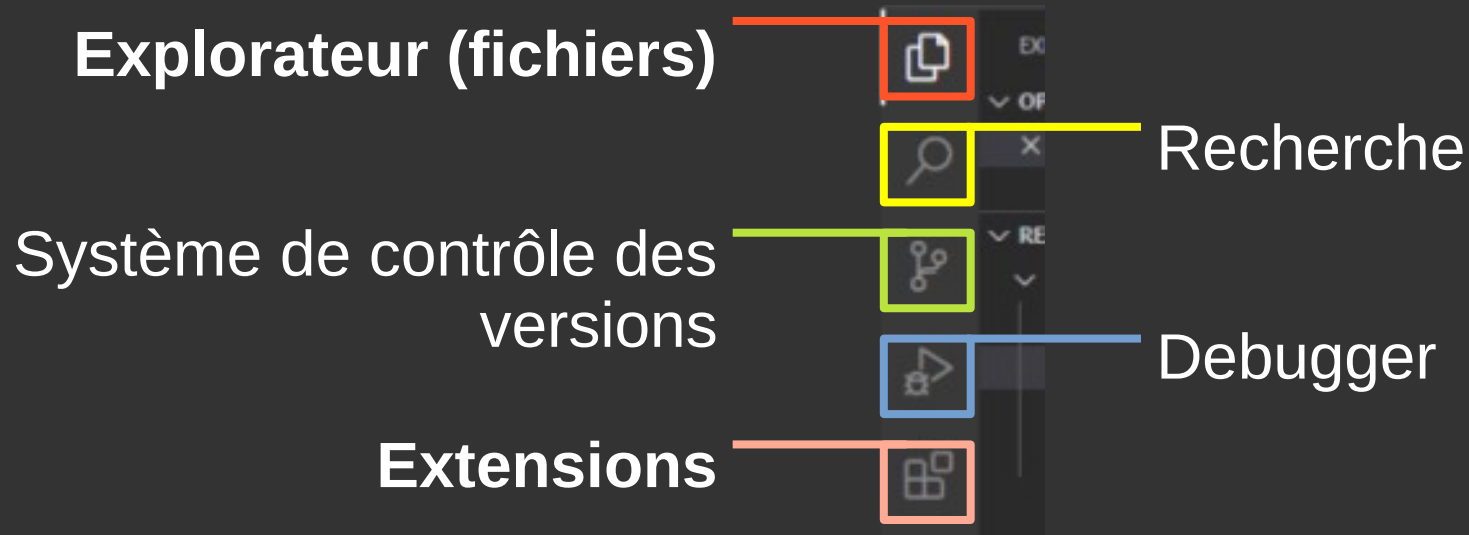 Explorateur (fichiers)
Recherche
Système de contrôle des
versions
Debugger
Extensions